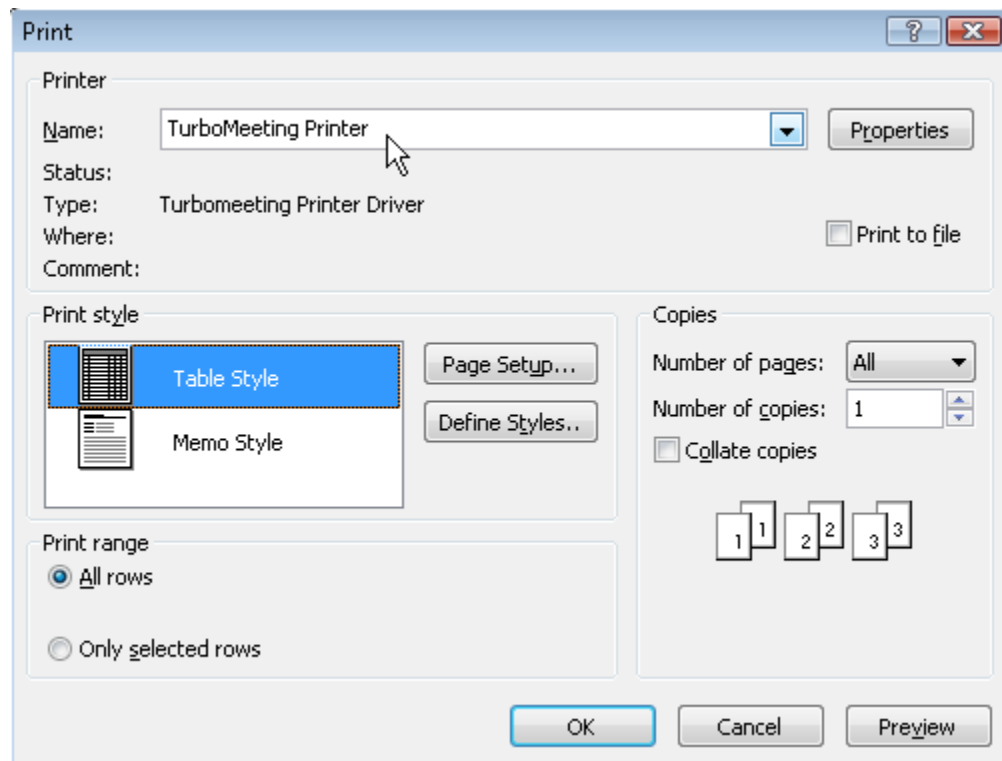 Print
Printer
Name: TurboMeeting Printer Properties
Status:
Type: Turbomeeting Printer Driver
Where: Print to file
Comment:
Print style
Table Style
Memo Style
Page Setup...
Define Styles..
Copies
Number of pages: All
Number of copies: 1
Collate copies
1 1 2 2 3 3
Print range
All rows
Only selected rows
OK Cancel Preview